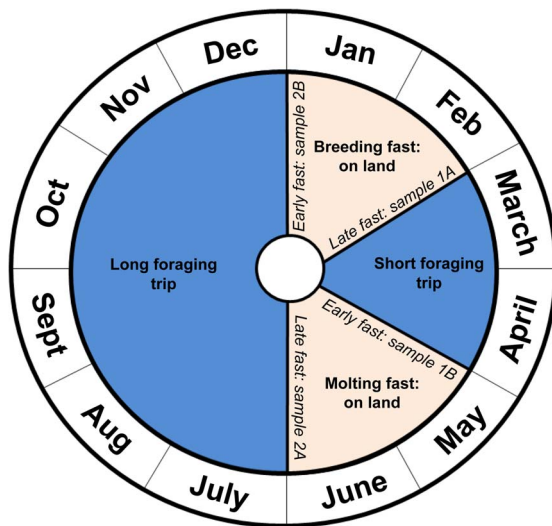 Jan
Feb
March
April
May
June
July
Aug
Sept
Oct
Nov
Dec
Early fast: sample 2B
Breeding fast:
on land
Late fast: sample 1A
Short foraging
trip
Early fast: sample 1B
Molting fast:
on land
Late fast: sample 2A
Long foraging
trip